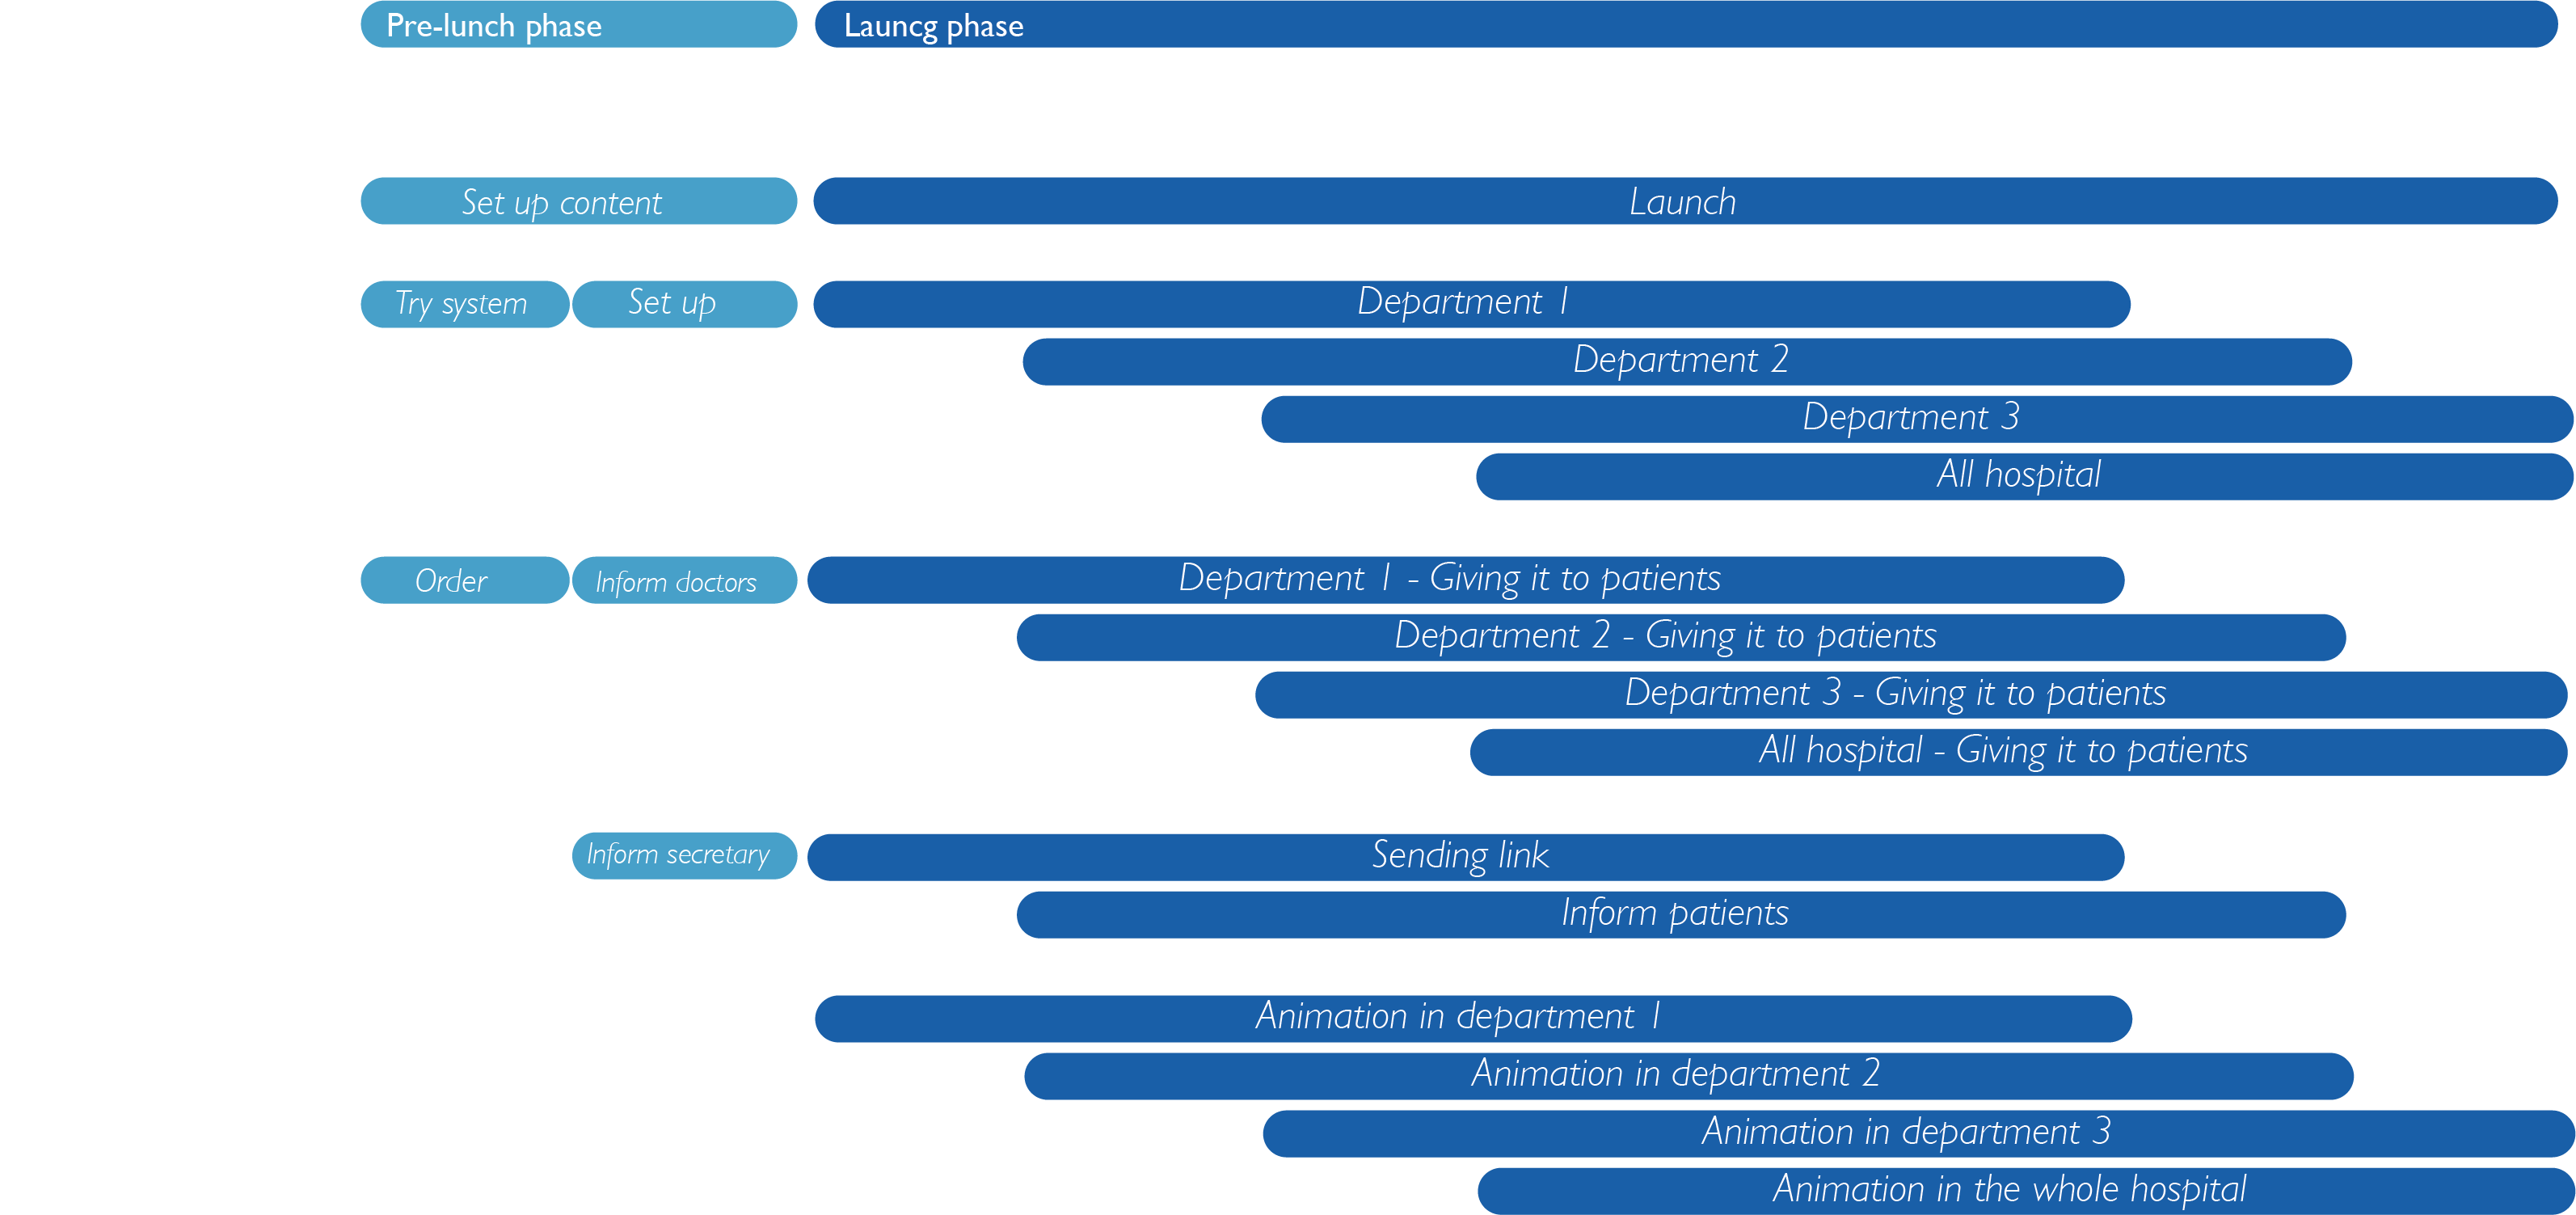 Pre-lunch phase
Launcg phase
Set up content
Launch
Try system
Set up
Department 1
Department 2
Department 3
All hospital
Order
Inform doctors
Department 1 - Giving it to patients
Department 2 - Giving it to patients
Department 3 - Giving it to patients
All hospital - Giving it to patients
Inform secretary
Sending link
Inform patients
Animation in department 1
Animation in department 2
Animation in department 3
Animation in the whole hospital